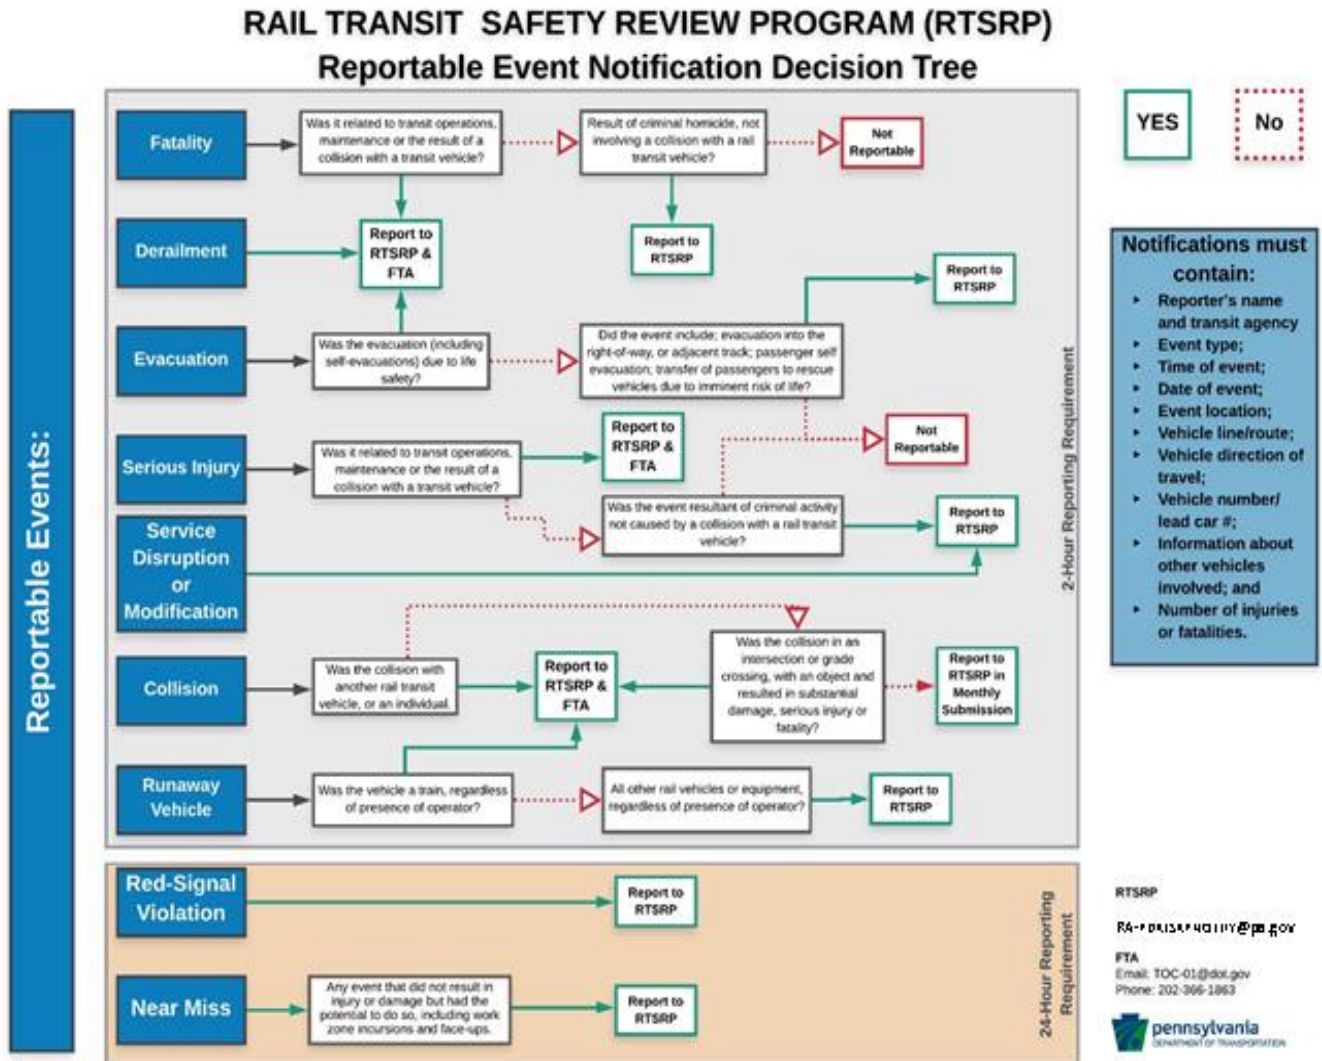 RAIL TRANSIT SAFETY REVIEW PROGRAM (RTSRP)
Reportable Event Notification Decision Tree
Reportable Events:
Fatality
Was it related to transit operations,
maintenance or the result of a
collision with a transit vehicle?
Result of criminal homicide, not
involving a collision with a rail
transit vehicle?
Not
Reportable
Derailment
Report to
RTSRP &
FTA
Report to
RTSRP
Report to
RTSRP
Evacuation
Was the evacuation (including
self-evacuations) due to life
safety?
Did the event include; evacuation into the
right-of-way, or adjacent track; passenger self
evacuation; transfer of passengers to rescue
vehicles due to imminent risk of life?
Serious Injury
Was it related to transit operations,
maintenance or the result of a
collision with a transit vehicle?
Report to
RTSRP &
FTA
Not
Reportable
Was the event resultant of criminal activity
not caused by a collision with a rail transit
vehicle?
Report to
RTSRP
Service
Disruption
or
Modification
Collision
Was the collision with
another rail transit
vehicle, or an individual.
Report to
RTSRP &
FTA
Was the collision in an
intersection or grade
crossing, with an object and
resulted in substantial
damage, serious injury or
fatality?
Report to
RTSRP in
Monthly
Submission
Runaway
Vehicle
Was the vehicle a train, regardless
of presence of operator?
All other rail vehicles or equipment,
regardless of presence of operator?
Report to
RTSRP
2-Hour Reporting Requirement
Red-Signal
Violation
Report to
RTSRP
Near Miss
Any event that did not result in
injury or damage but had the
potential to do so, including work
zone incursions and face-ups.
Report to
RTSRP
24-Hour Reporting
Requirement
YES
No
Notifications must
contain:
Reporter's name
and transit agency
Event type;
Time of event;
Date of event;
Event location;
Vehicle line/route;
Vehicle direction of
travel;
Vehicle number/
lead car #;
Information about
other vehicles
involved; and
Number of injuries
or fatalities.
RTSRP
FTA
Email: TOC-01@dot.gov
Phone: 202-366-1863
pennsylvania
DEPARTMENT OF TRANSPORTATION